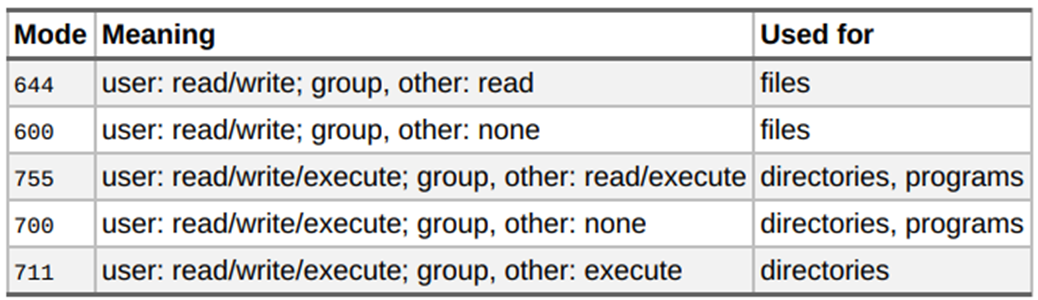 Mode Meaning Used for
644 user: read/write; group, other: read files
600 user: read/write; group, other: none files
755 user: read/write/execute; group, other: read/execute directories, programs
700 user: read/write/execute; group, other: none directories, programs
711 user: read/write/execute; group, other: execute directories